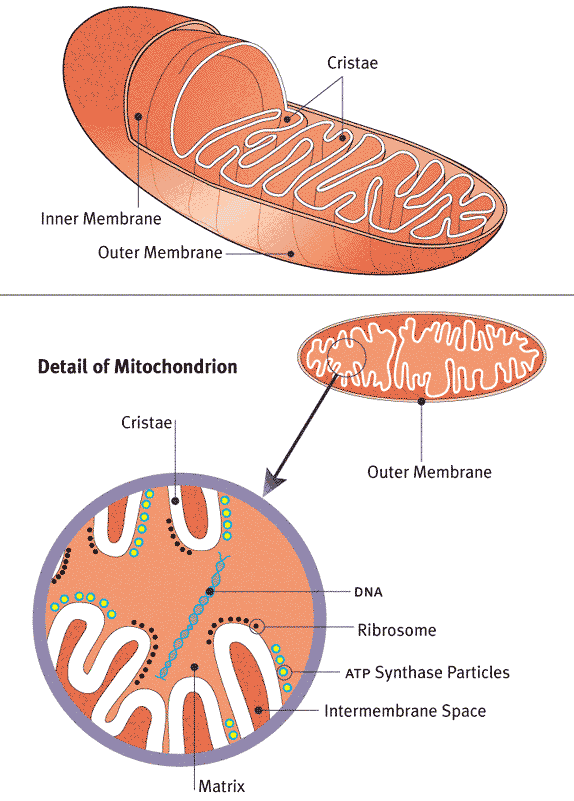 Cristae
Inner Membrane
Outer Membrane
Detail of Mitochondrion
Cristae
Outer Membrane
DNA
Ribrosome
ATP Synthase Particles
Intermembrane Space
Matrix